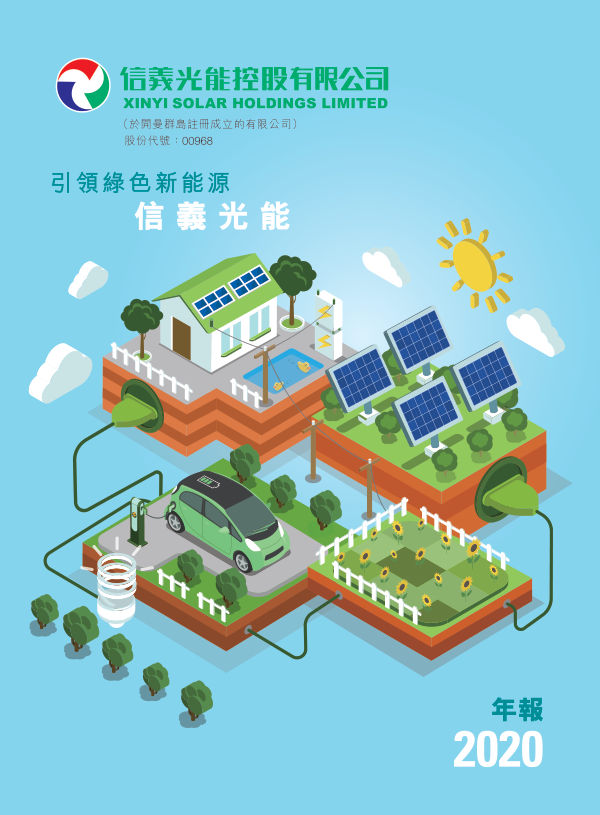 信義光能控股有限公司
XINYI SOLAR HOLDINGS LIMITED
（於開曼群島註冊成立的有限公司）
股份代號：00968
引領綠色新能源
信義光能
年報
2020